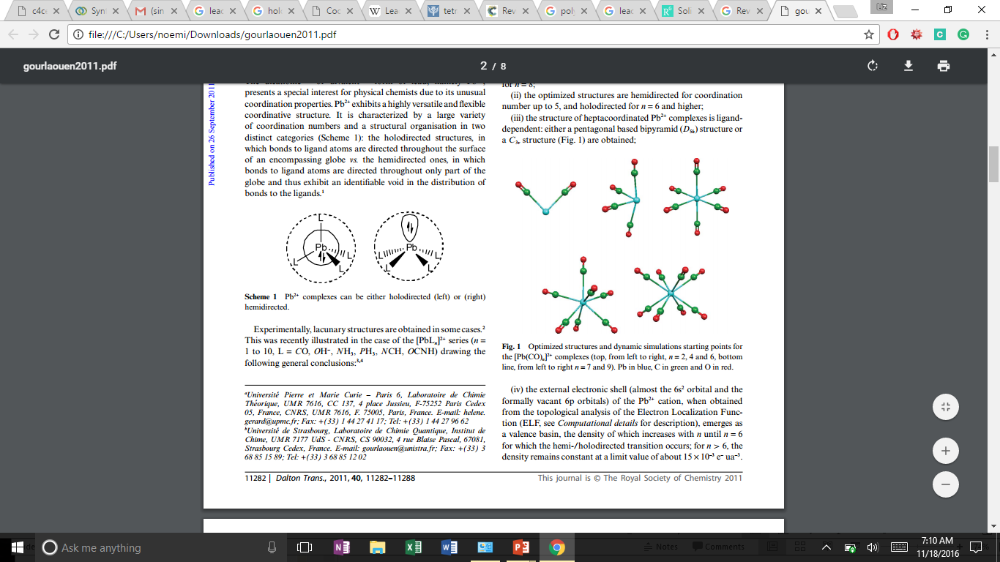 c4c
Syn
M (sin
lead
hol
Coc
Lea
tetr
Rev
pol
lead
Soli
Rev
gou
Liz
file:///C:/Users/noemi/Downloads/gourlaouen2011.pdf
gourlaouen2011.pdf
2 / 8
Published on 26 September 2011
presents a special interest for physical chemists due to its unusual
coordination properties. Pb²⁺ exhibits a highly versatile and flexible
coordinative structure. It is characterized by a large variety
of coordination numbers and a structural organisation in two
distinct categories (Scheme 1): the holodirected structures, in
which bonds to ligand atoms are directed throughout the surface
of an encompassing globe vs. the hemidirected ones, in which
bonds to ligand atoms are directed throughout only part of the
globe and thus exhibit an identifiable void in the distribution of
bonds to the ligands.¹
L
Pb
L
L
L
Pb
L
L
L
L
Scheme 1 Pb²⁺ complexes can be either holodirected (left) or (right)
hemidirected.
Experimentally, lacunary structures are obtained in some cases.²
This was recently illustrated in the case of the [PbLₙ]²⁺ series (n =
1 to 10, L = CO, OH⁻, NH₃, PH₃, NCH, OCNH) drawing the
following general conclusions:³,⁴
ᵃUniversité Pierre et Marie Curie – Paris 6, Laboratoire de Chimie
Théorique, UMR 7616, CC 137, 4 place Jussieu, F-75252 Paris Cedex
05, France, CNRS, UMR 7616, F. 75005, Paris, France. E-mail: helene.
gerard@upmc.fr; Fax: +(33) 1 44 27 41 17; Tel: +(33) 1 44 27 96 62
ᵇUniversité de Strasbourg, Laboratoire de Chimie Quantique, Institut de
Chime, UMR 7177 UdS - CNRS, CS 90032, 4 rue Blaise Pascal, 67081,
Strasbourg Cedex, France. E-mail: gourlaouen@unistra.fr; Fax: +(33) 3
68 85 15 89; Tel: +(33) 3 68 85 12 02
for n = 8;
(ii) the optimized structures are hemidirected for coordination
number up to 5, and holodirected for n = 6 and higher;
(iii) the structure of heptacoordinated Pb²⁺ complexes is ligand-
dependent: either a pentagonal based bipyramid (D₅ₕ) structure or
a C₃ᵥ structure (Fig. 1) are obtained;
Fig. 1 Optimized structures and dynamic simulations starting points for
the [Pb(CO)ₙ]²⁺ complexes (top, from left to right, n = 2, 4 and 6, bottom
line, from left to right n = 7 and 9). Pb in blue, C in green and O in red.
(iv) the external electronic shell (almost the 6s² orbital and the
formally vacant 6p orbitals) of the Pb²⁺ cation, when obtained
from the topological analysis of the Electron Localization Func-
tion (ELF, see Computational details for description), emerges as
a valence basin, the density of which increases with n until n = 6
for which the hemi-/holodirected transition occurs; for n > 6, the
density remains constant at a limit value of about 15 × 10⁻³ e⁻ ua⁻³.
11282 | Dalton Trans., 2011, 40, 11282–11288
This journal is © The Royal Society of Chemistry 2011
Ask me anything
Notes
Comments
7:10 AM
11/18/2016